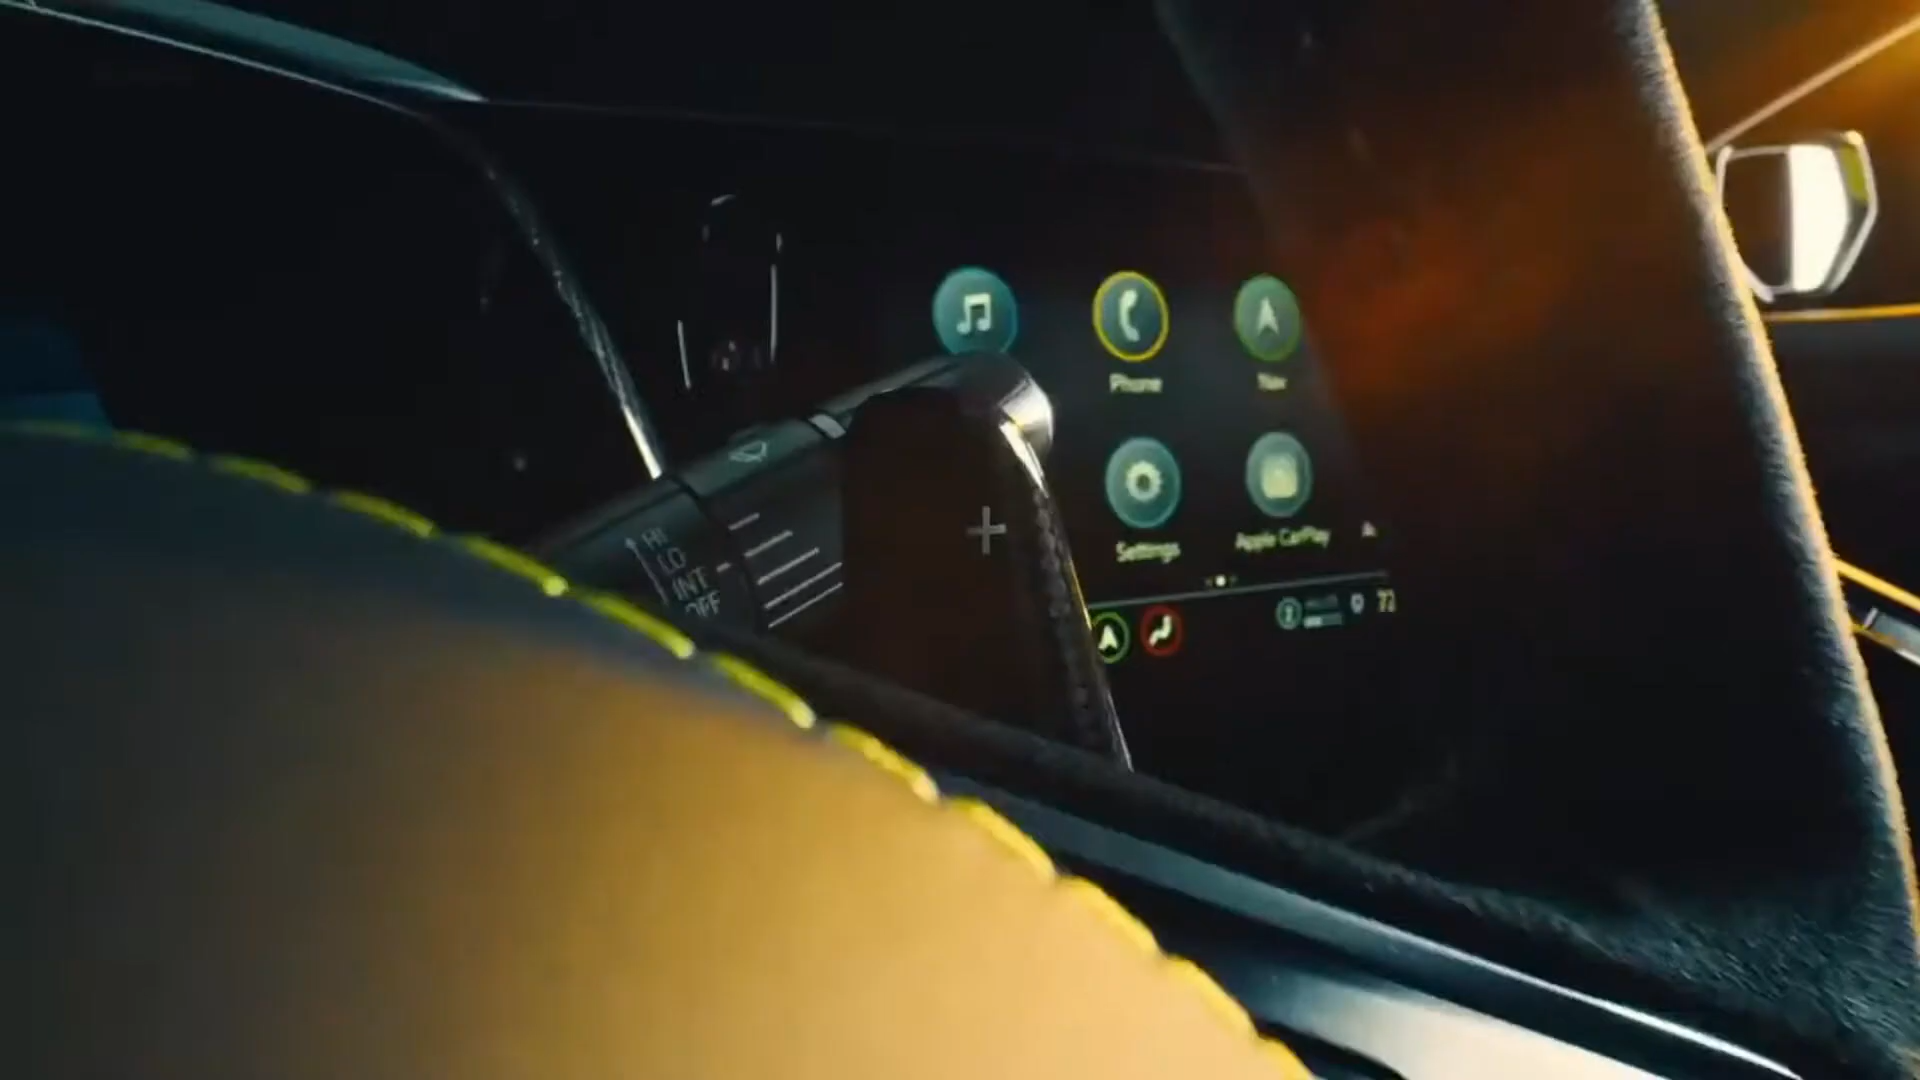 Phone
Nav
Settings
Apple CarPlay
HI
LO
INT
OFF
+
72